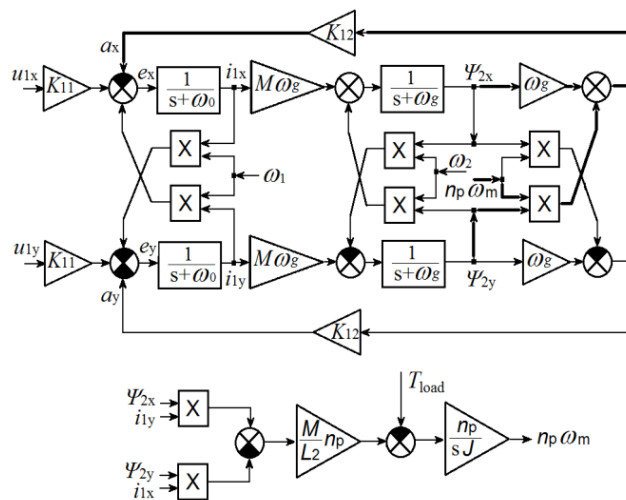 K12
ax
u1x K11 ex 1/(s+ω0) i1x Mωg 1/(s+ωg) Ψ2x ωg
X X X
ω1 ω2
X X npωm X
u1y K11 ey 1/(s+ω0) i1y Mωg 1/(s+ωg) Ψ2y ωg
ay
K12
Ψ2x X Tload
i1y
M/L2 np np/sJ npωm
Ψ2y X
i1x